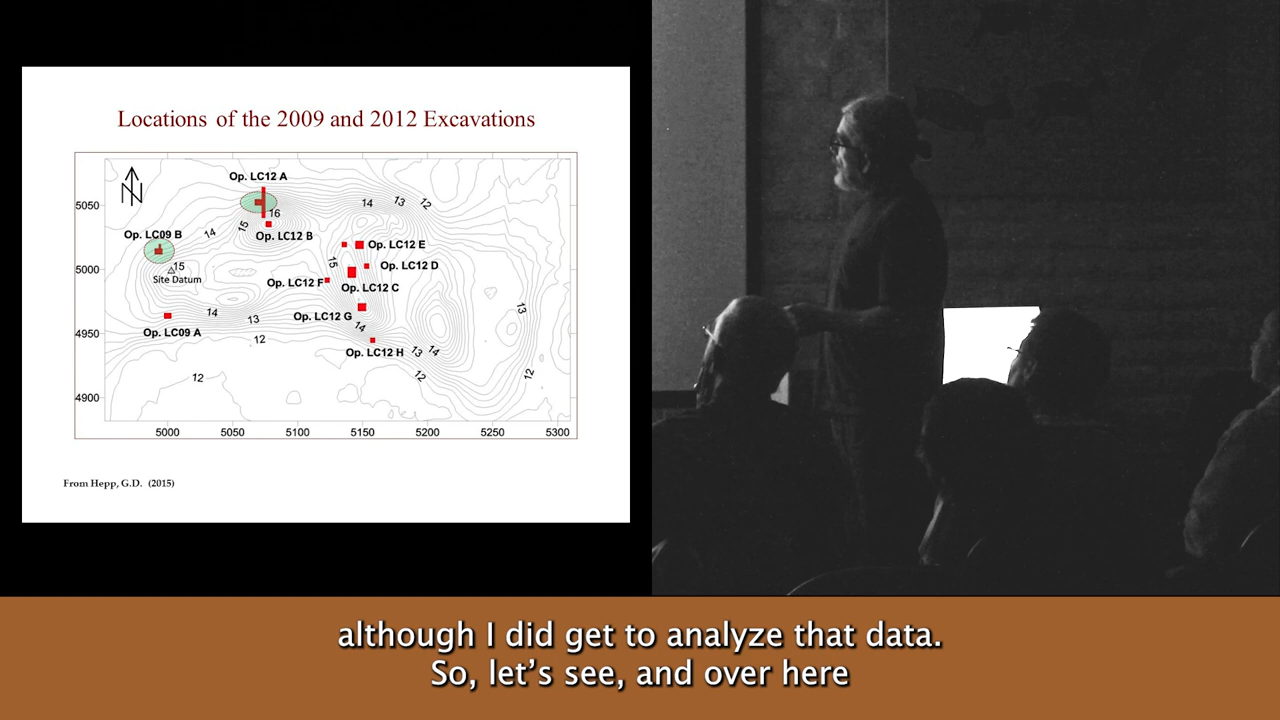 Locations of the 2009 and 2012 Excavations
N
Op. LC12 A
5050
14
13
12
16
15
14
Op. LC09 B
Op. LC12 B
Op. LC12 E
15
15
Op. LC12 D
5000
Site Datum
Op. LC12 F
Op. LC12 C
13
14
13
Op. LC12 G
14
4950
Op. LC09 A
12
Op. LC12 H
13
14
12
12
12
4900
5000
5050
5100
5150
5200
5250
5300
From Hepp, G.D. (2015)
although I did get to analyze that data.
So, let's see, and over here